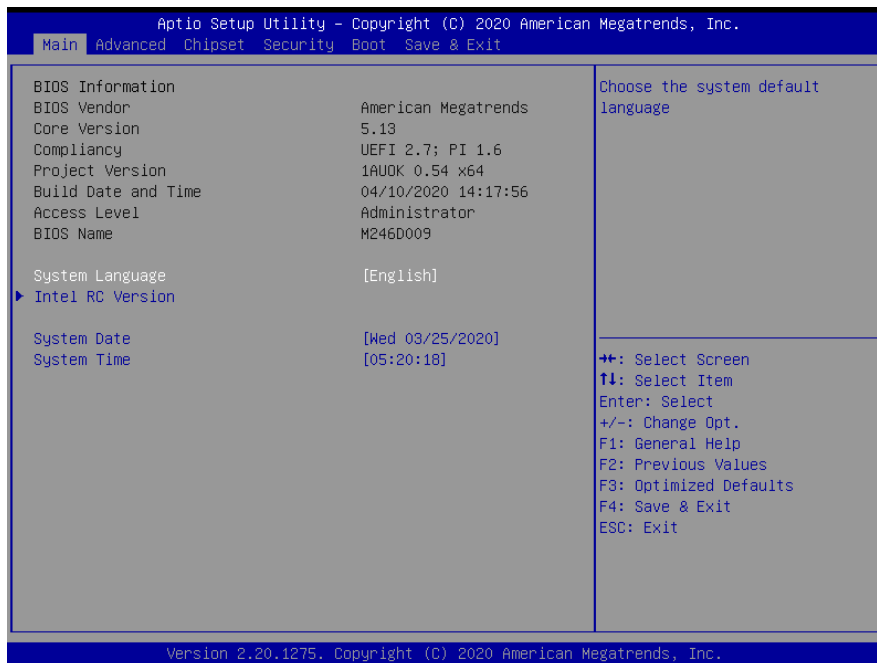 Aptio Setup Utility – Copyright (C) 2020 American Megatrends, Inc.
Main Advanced Chipset Security Boot Save & Exit
BIOS Information
BIOS Vendor American Megatrends
Core Version 5.13
Compliancy UEFI 2.7; PI 1.6
Project Version 1AUOK 0.54 x64
Build Date and Time 04/10/2020 14:17:56
Access Level Administrator
BIOS Name M246D009
System Language [English]
Intel RC Version
System Date [Wed 03/25/2020]
System Time [05:20:18]
Choose the system default
language
→←: Select Screen
↑↓: Select Item
Enter: Select
+/-: Change Opt.
F1: General Help
F2: Previous Values
F3: Optimized Defaults
F4: Save & Exit
ESC: Exit
Version 2.20.1275. Copyright (C) 2020 American Megatrends, Inc.